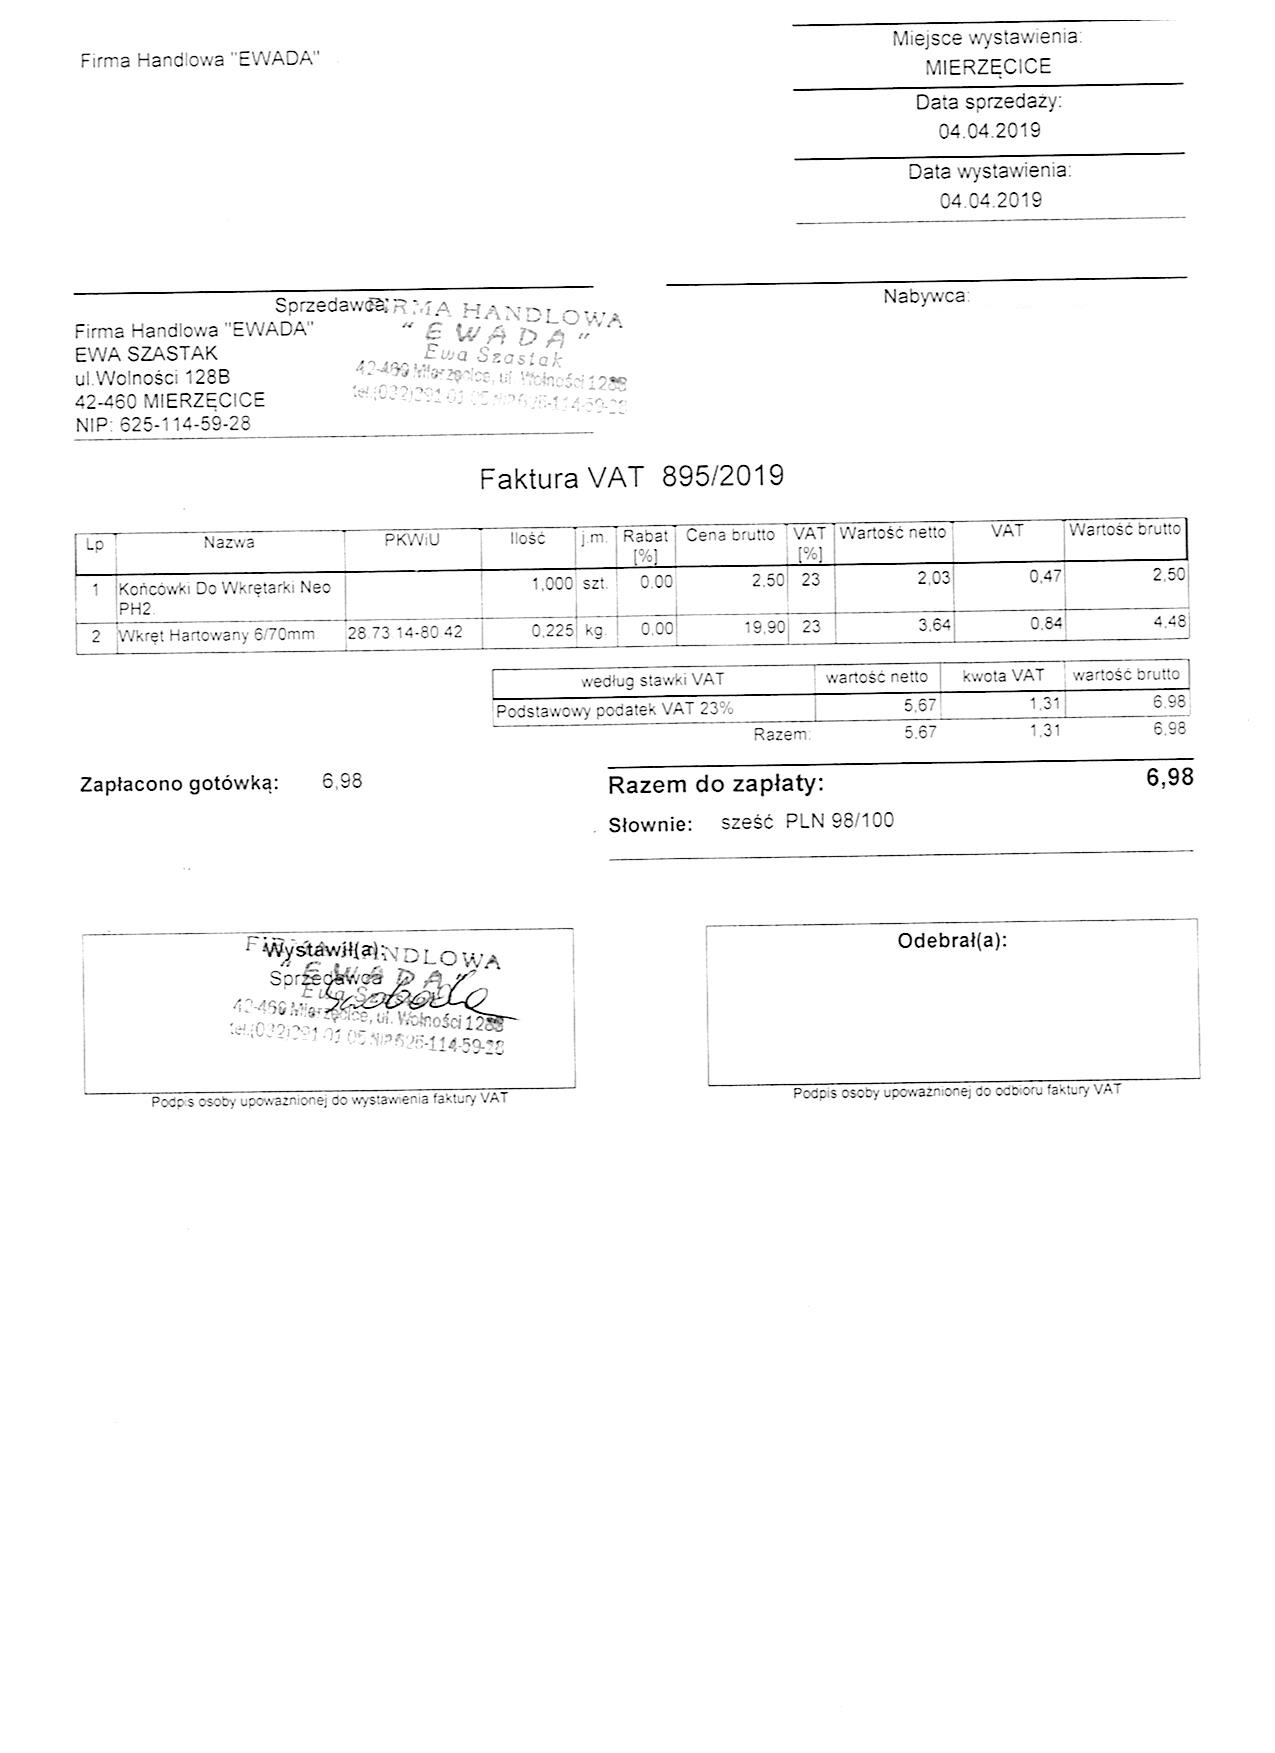 Firma Handlowa "EWADA"
Miejsce wystawienia:
MIERZĘCICE
Data sprzedaży:
04.04.2019
Data wystawienia:
04.04.2019
Sprzedawca:
Firma Handlowa "EWADA"
EWA SZASTAK
ul.Wolności 128B
42-460 MIERZĘCICE
NIP: 625-114-59-28
FIRMA HANDLOWA
"EWADA"
Ewa Szastak
42-460 Mierzęcice, ul. Wolności 128B
tel.(032)291-01-05 NIP 625-114-59-28
Nabywca:
Faktura VAT 895/2019
Lp Nazwa PKWiU Ilość j.m. Rabat [%] Cena brutto VAT [%] Wartość netto VAT Wartość brutto
1 Końcówki Do Wkrętarki Neo 1,000 szt. 0.00 2.50 23 2,03 0,47 2,50
PH2.
2 Wkręt Hartowany 6/70mm 28.73.14-80.42 0,225 kg. 0.00 19,90 23 3,64 0,84 4,48
według stawki VAT wartość netto kwota VAT wartość brutto
Podstawowy podatek VAT 23% 5,67 1,31 6,98
Razem: 5,67 1,31 6,98
Zapłacono gotówką: 6,98
Razem do zapłaty: 6,98
Słownie: sześć PLN 98/100
Wystawił(a):
Sprzedawca
FIRMA HANDLOWA
"EWADA"
Ewa Szastak
42-460 Mierzęcice, ul. Wolności 128B
tel.(032)291-01-05 NIP 625-114-59-28
Podpis osoby upoważnionej do wystawienia faktury VAT
Odebrał(a):
Podpis osoby upoważnionej do odbioru faktury VAT